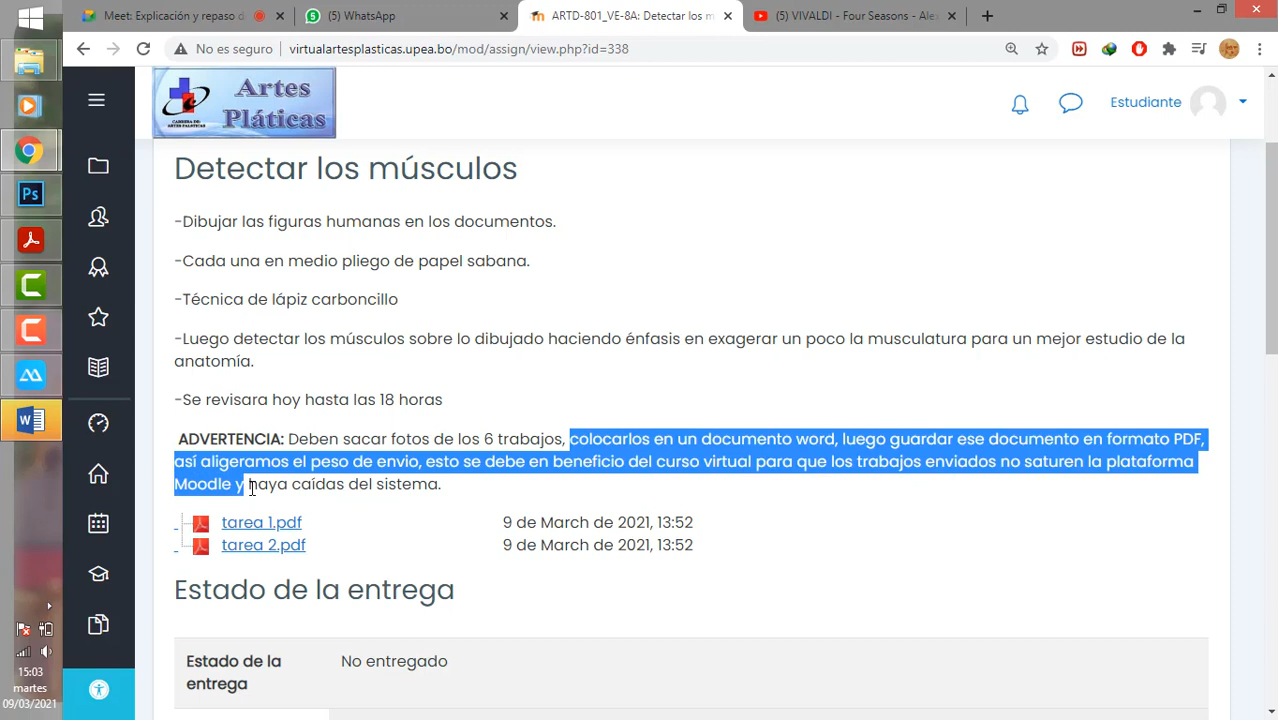 Meet: Explicación y repaso d
(5) WhatsApp
ARTD-801_VE-8A: Detectar los m
(5) VIVALDI - Four Seasons - Ale
No es seguro
virtualartesplasticas.upea.bo/mod/assign/view.php?id=338
Artes
Pláticas
CARRERA DE
ARTES PLASTICAS
Estudiante
Detectar los músculos
-Dibujar las figuras humanas en los documentos.
-Cada una en medio pliego de papel sabana.
-Técnica de lápiz carboncillo
-Luego detectar los músculos sobre lo dibujado haciendo énfasis en exagerar un poco la musculatura para un mejor estudio de la
anatomía.
-Se revisara hoy hasta las 18 horas
ADVERTENCIA: Deben sacar fotos de los 6 trabajos, colocarlos en un documento word, luego guardar ese documento en formato PDF,
así aligeramos el peso de envio, esto se debe en beneficio del curso virtual para que los trabajos enviados no saturen la plataforma
Moodle y haya caídas del sistema.
tarea 1.pdf 9 de March de 2021, 13:52
tarea 2.pdf 9 de March de 2021, 13:52
Estado de la entrega
Estado de la
entrega
No entregado
Ps
15:03
martes
09/03/2021